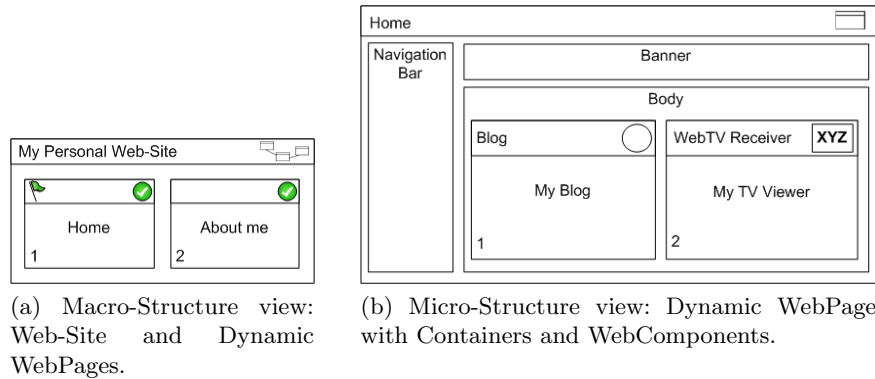 My Personal Web-Site
Home
1
About me
2
(a) Macro-Structure view:
Web-Site and Dynamic
WebPages.
Home
Navigation
Bar
Banner
Body
Blog
My Blog
1
WebTV Receiver XYZ
My TV Viewer
2
(b) Micro-Structure view: Dynamic WebPage
with Containers and WebComponents.